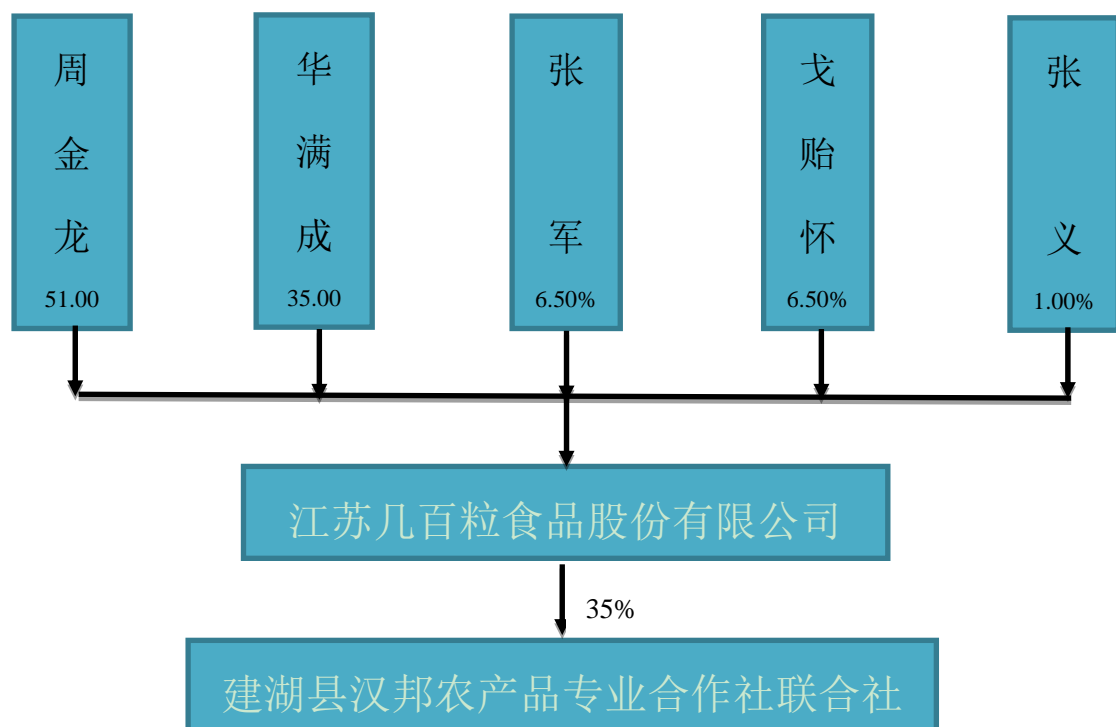 周金龙
51.00
华满成
35.00
张军
6.50%
戈贻怀
6.50%
张义
1.00%
江苏几百粒食品股份有限公司
35%
建湖县汉邦农产品专业合作社联合社